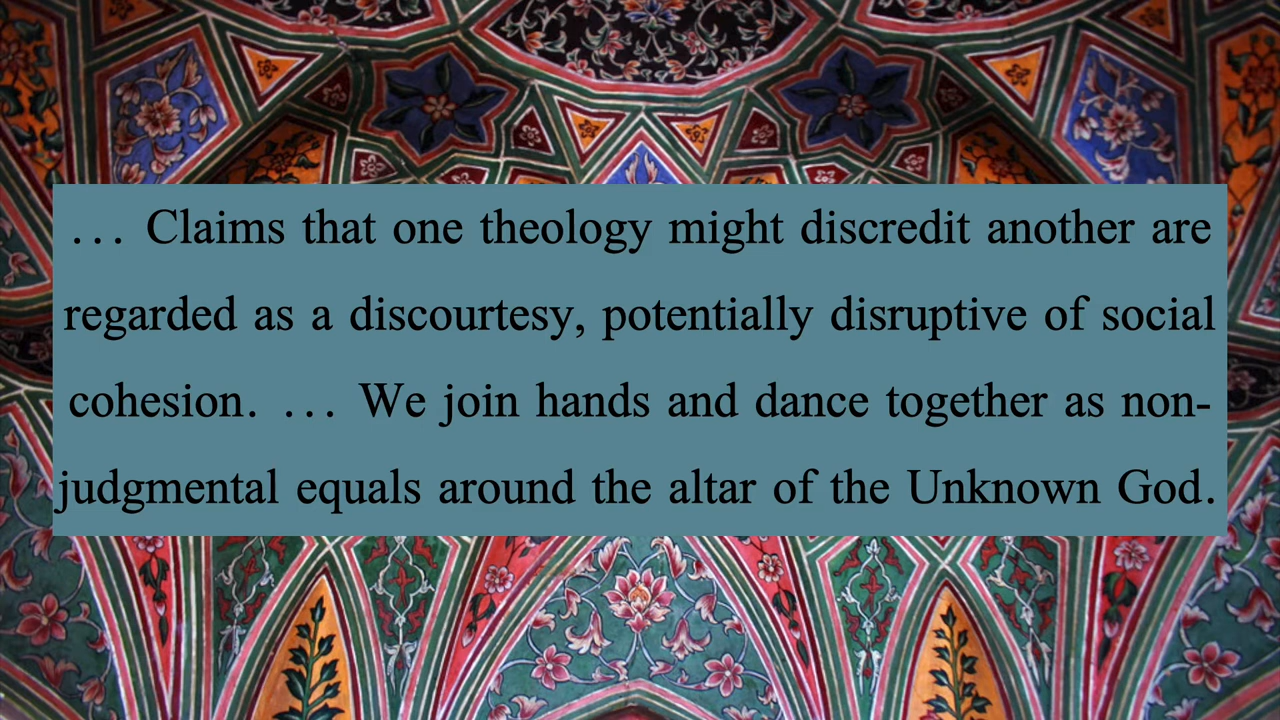 ... Claims that one theology might discredit another are
regarded as a discourtesy, potentially disruptive of social
cohesion. ... We join hands and dance together as non-
judgmental equals around the altar of the Unknown God.